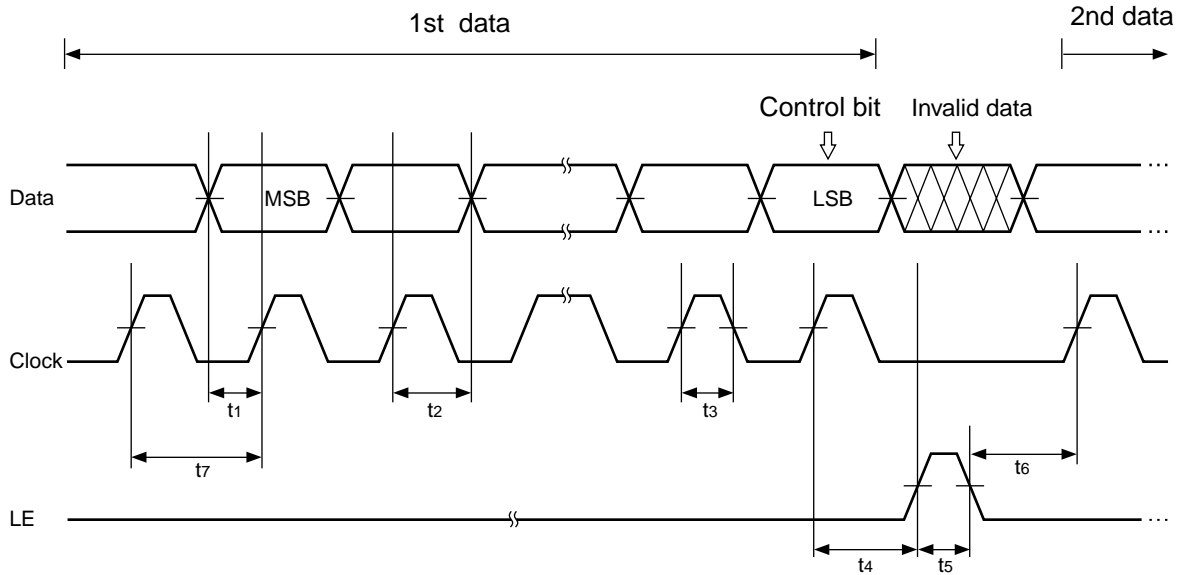 1st data
2nd data
Control bit
Invalid data
Data
MSB
LSB
...
...
Clock
t1
t2
t3
t7
t6
LE
...
t4
t5